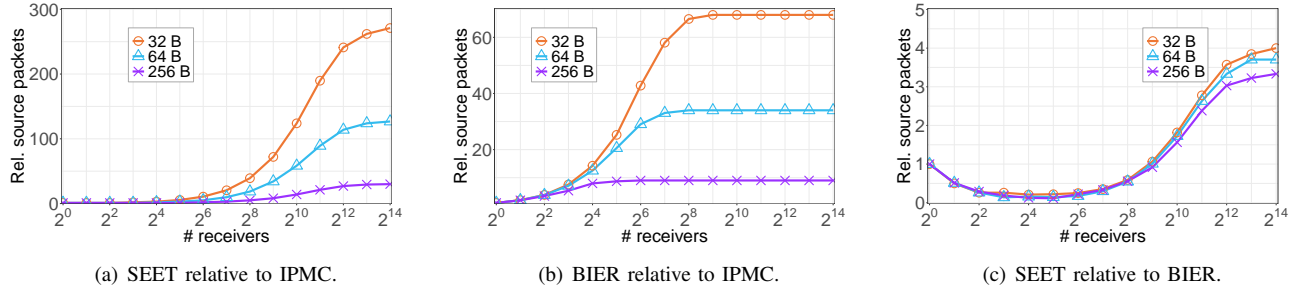 300
200
100
0
Rel. source packets
32 B
64 B
256 B
2^0 2^2 2^4 2^6 2^8 2^10 2^12 2^14
# receivers
(a) SEET relative to IPMC.
60
40
20
Rel. source packets
32 B
64 B
256 B
2^0 2^2 2^4 2^6 2^8 2^10 2^12 2^14
# receivers
(b) BIER relative to IPMC.
5
4
3
2
1
0
Rel. source packets
32 B
64 B
256 B
2^0 2^2 2^4 2^6 2^8 2^10 2^12 2^14
# receivers
(c) SEET relative to BIER.